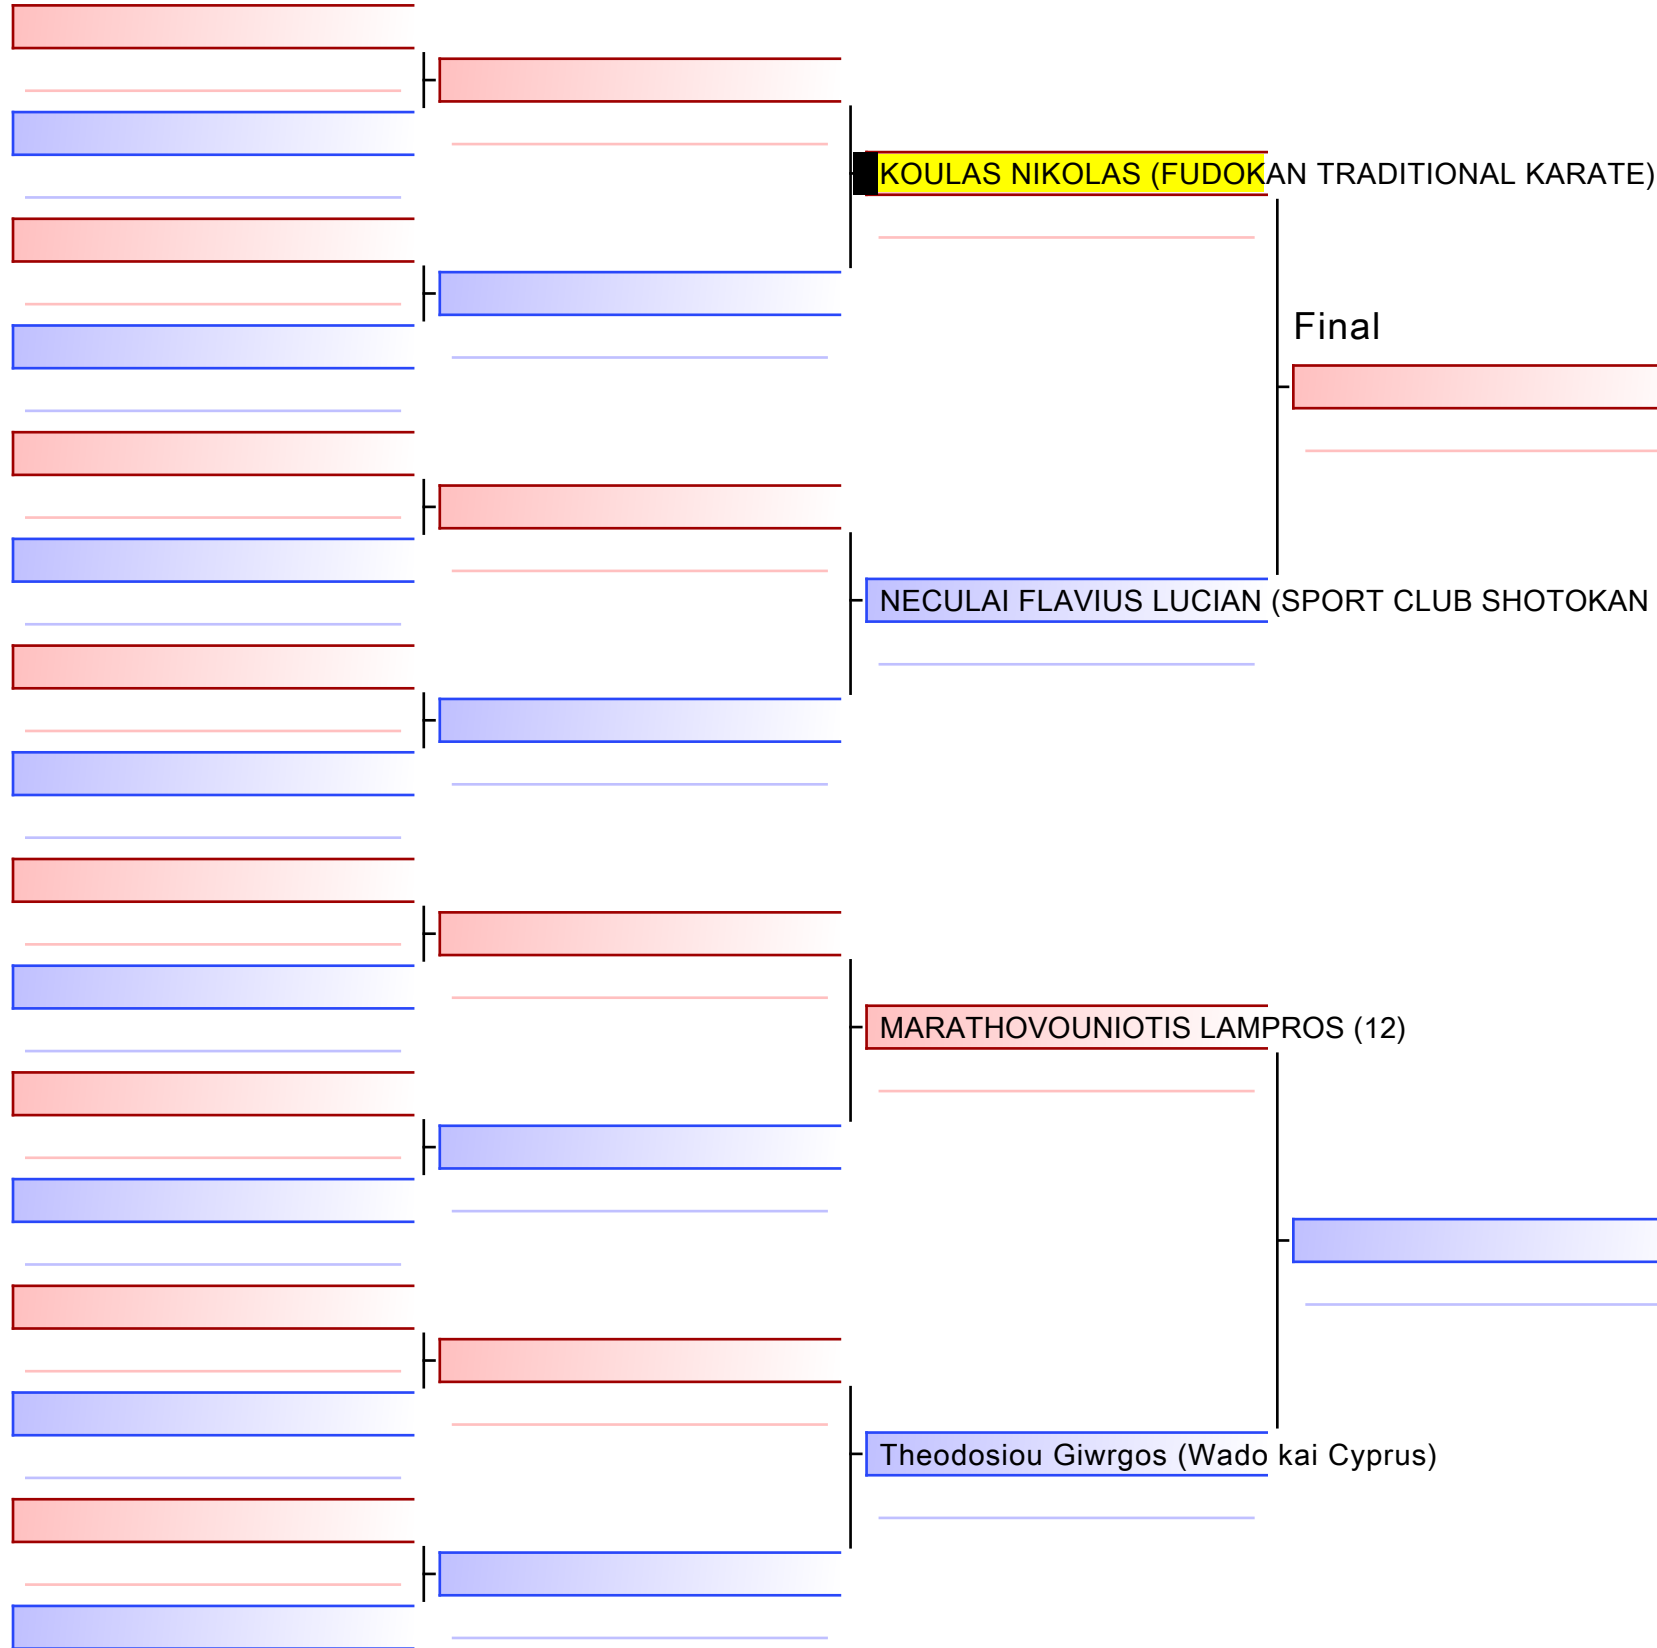 KOULAS NIKOLAS (FUDOKAN TRADITIONAL KARATE)
Final
NECULAI FLAVIUS LUCIAN (SPORT CLUB SHOTOKAN
MARATHOVOUNIOTIS LAMPROS (12)
Theodosiou Giwrgos (Wado kai Cyprus)